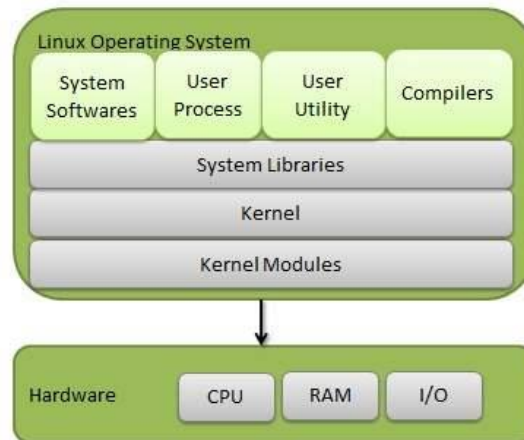 Linux Operating System
System
Softwares
User
Process
User
Utility
Compilers
System Libraries
Kernel
Kernel Modules
Hardware
CPU
RAM
I/O